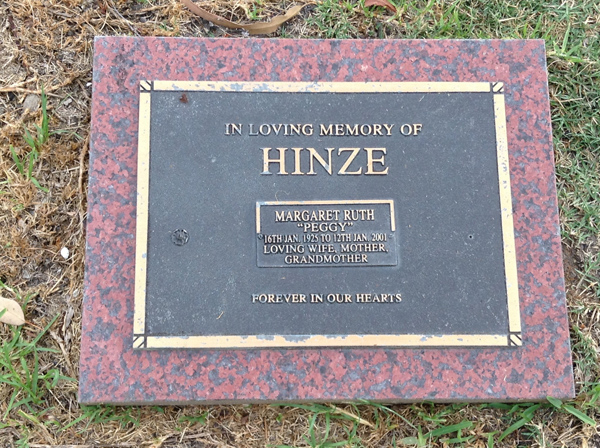 IN LOVING MEMORY OF
HINZE
MARGARET RUTH
"PEGGY"
16TH JAN. 1925 TO 12TH JAN. 2001
LOVING WIFE, MOTHER,
GRANDMOTHER
FOREVER IN OUR HEARTS